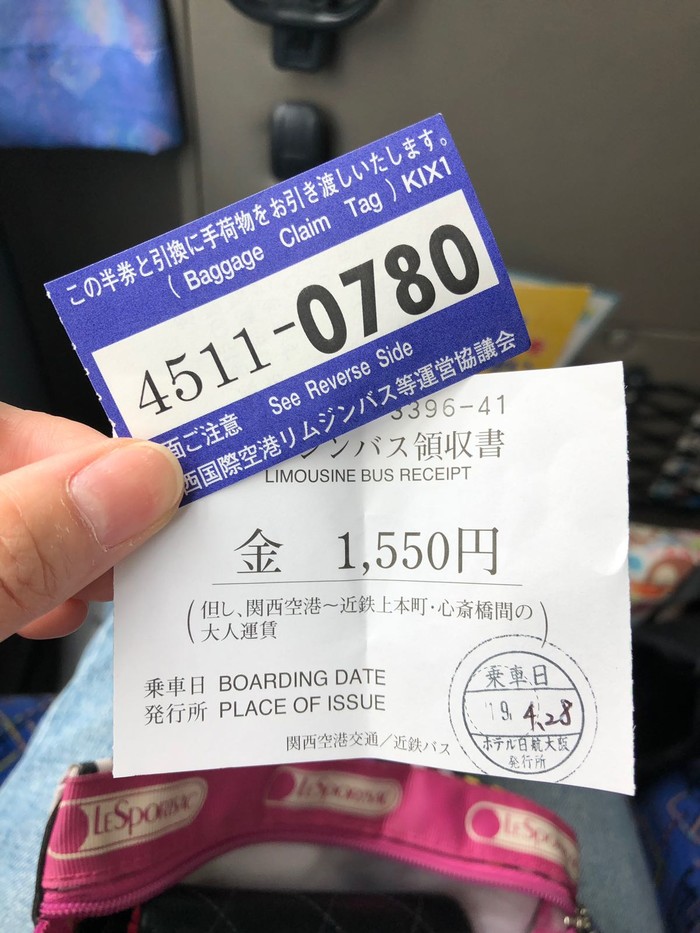 この半券と引換に手荷物をお引き渡しいたします。
( Baggage Claim Tag ) KIX1
4511-0780
面ご注意 See Reverse Side
西国際空港リムジンバス等運営協議会
3396-41
ジンバス領収書
LIMOUSINE BUS RECEIPT
金 1,550円
(但し、関西空港～近鉄上本町・心斎橋間の
大人運賃)
乗車日 BOARDING DATE
発行所 PLACE OF ISSUE
関西空港交通／近鉄バス
乗車日
'19. 4.28
ホテル日航大阪
発行所
LESPORTSAC
LESPORTSAC
LESPORTSAC